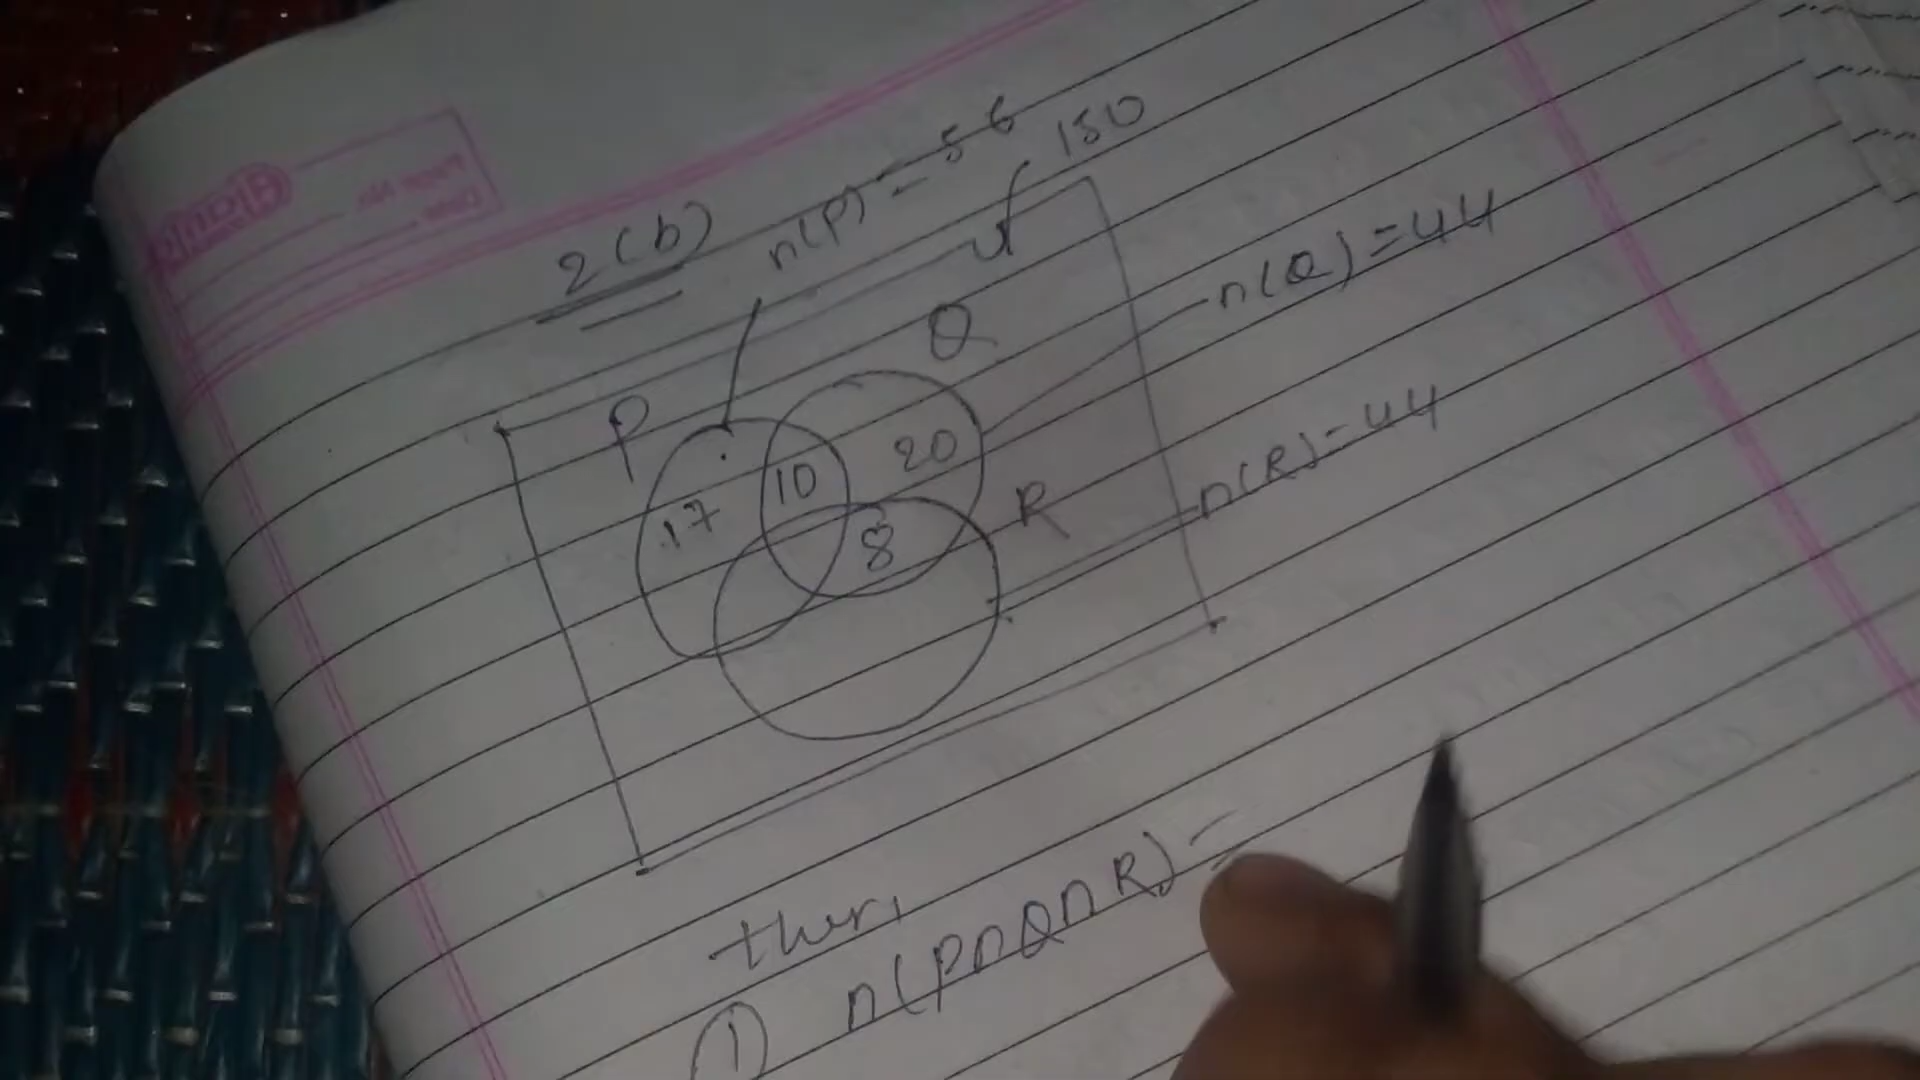 2(b)
n(P) = 56
U 150
n(Q) = 44
P
Q
17
10
20
8
R
n(R) = 44
then,
1 n(P∩Q∩R) =